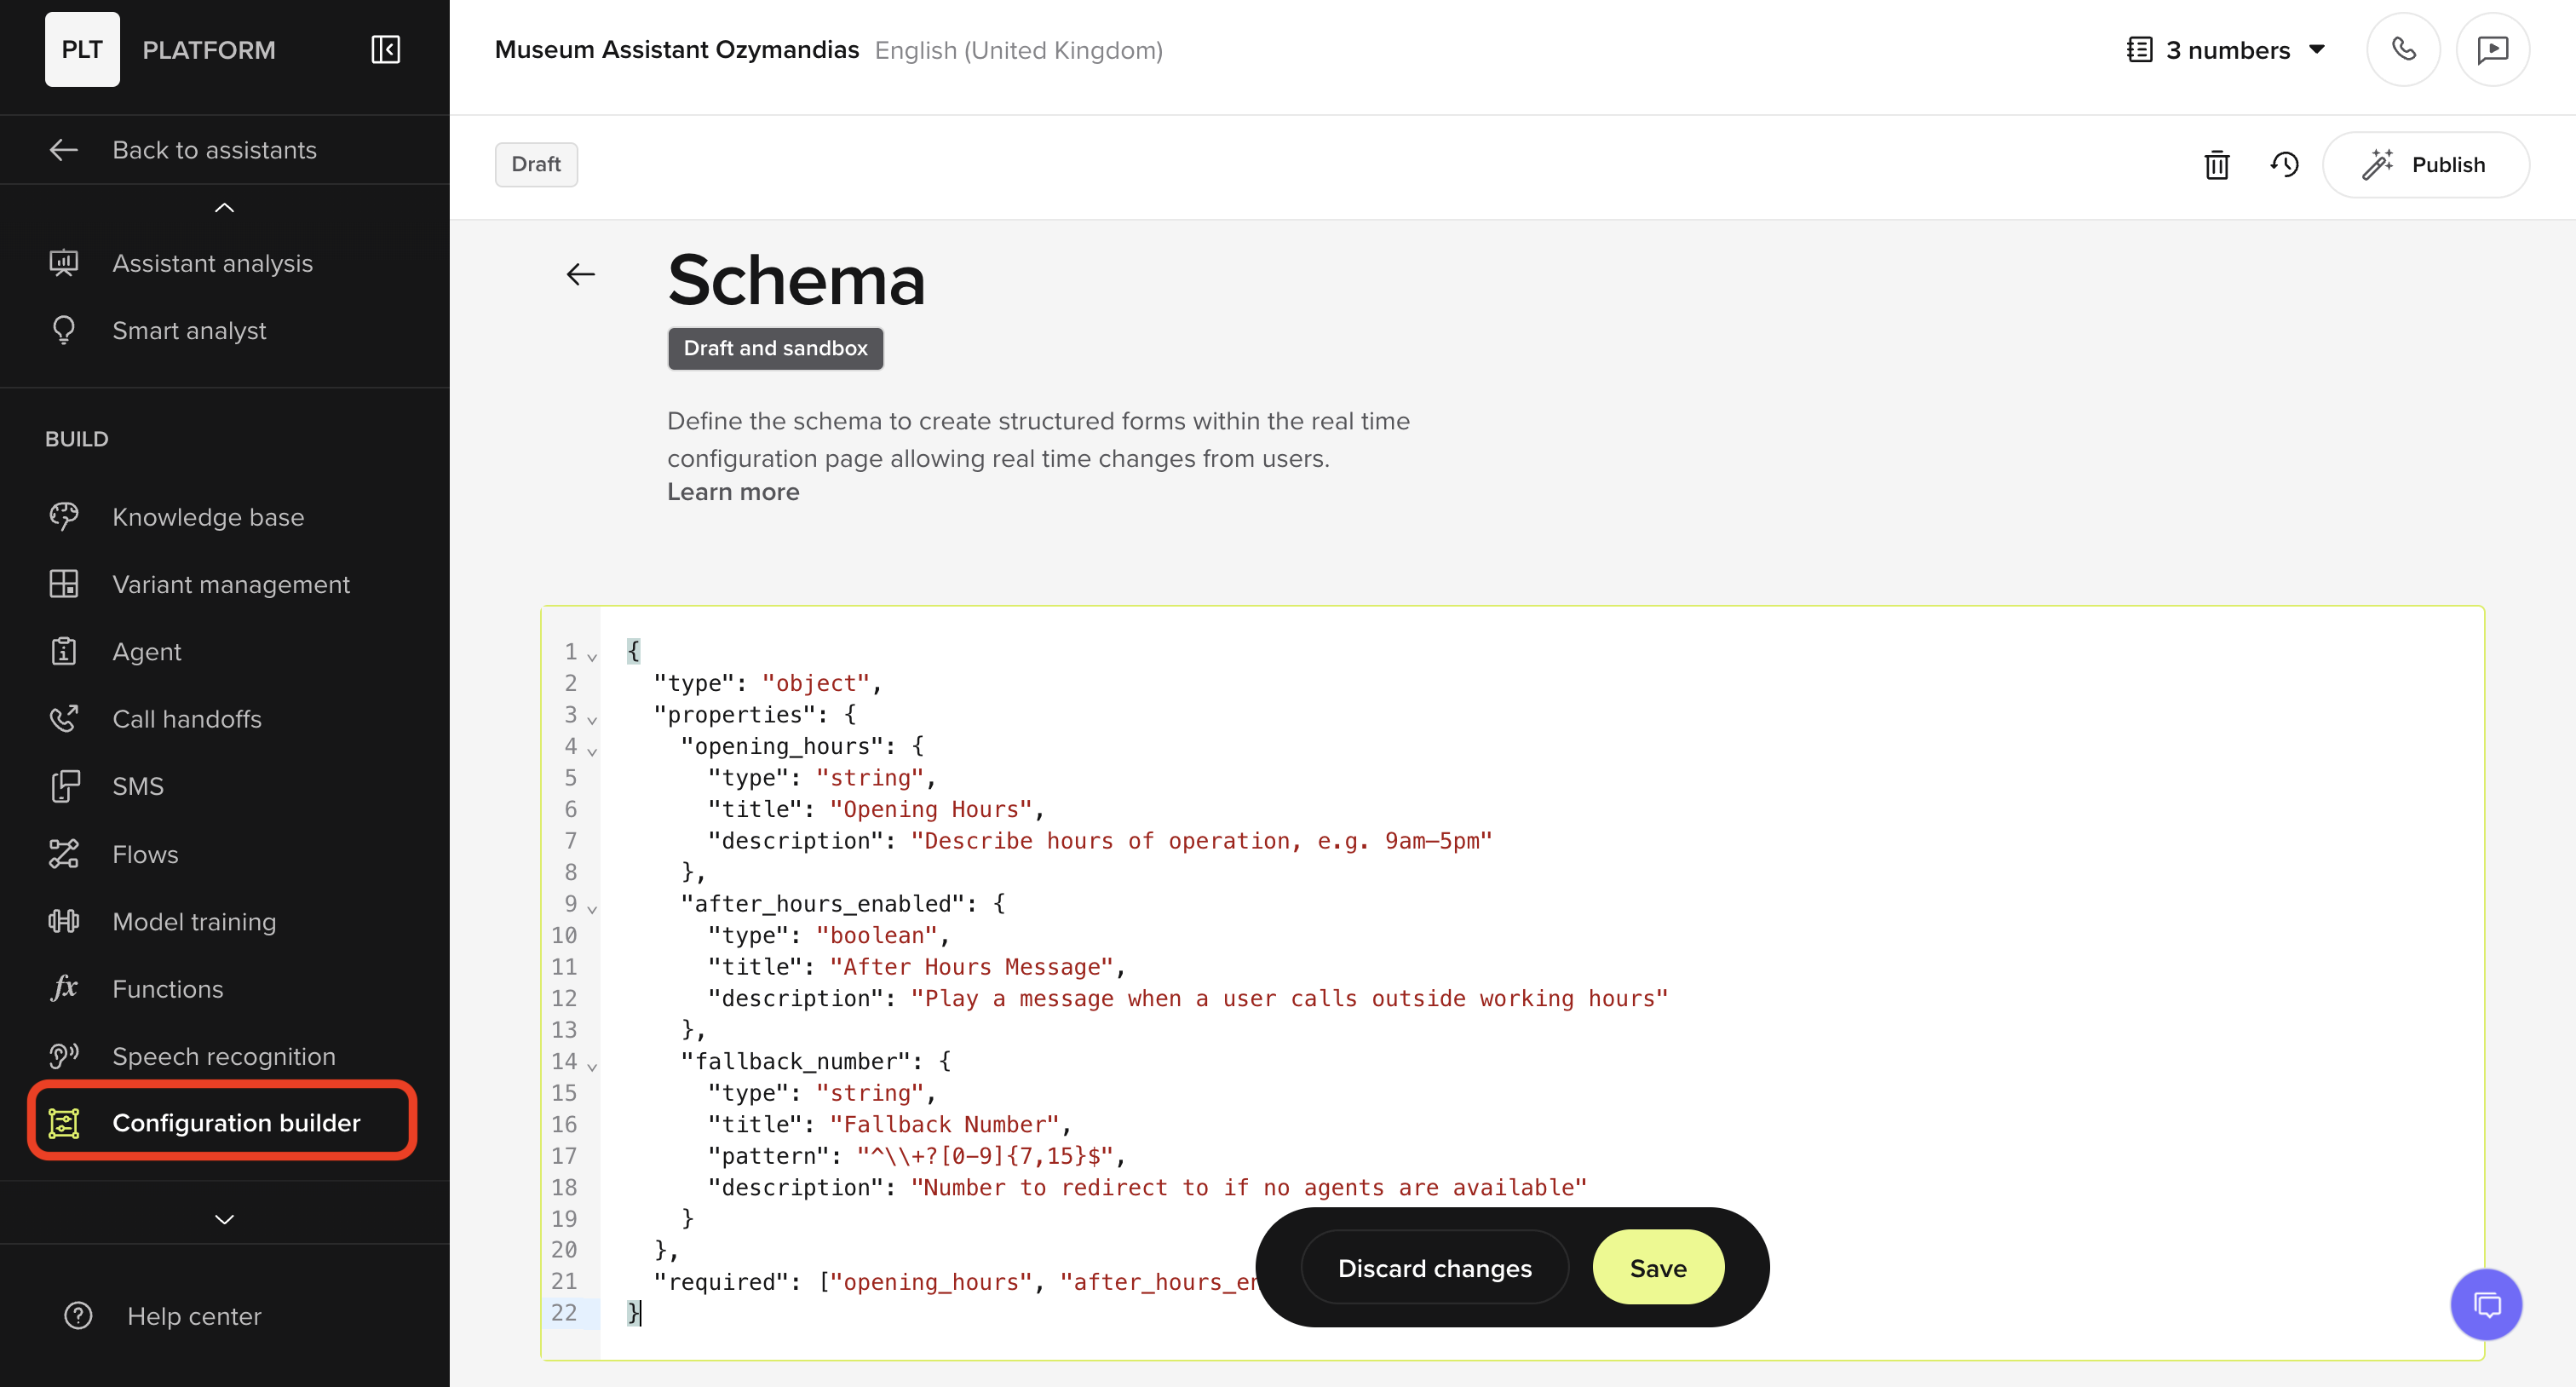 PLT PLATFORM
Museum Assistant Ozymandias English (United Kingdom)
3 numbers
Back to assistants
Draft
Publish
Assistant analysis
Smart analyst
BUILD
Knowledge base
Variant management
Agent
Call handoffs
SMS
Flows
Model training
Functions
Speech recognition
Configuration builder
Help center
Schema
Draft and sandbox
Define the schema to create structured forms within the real time
configuration page allowing real time changes from users.
Learn more
1 {
2 "type": "object",
3 "properties": {
4 "opening_hours": {
5 "type": "string",
6 "title": "Opening Hours",
7 "description": "Describe hours of operation, e.g. 9am–5pm"
8 },
9 "after_hours_enabled": {
10 "type": "boolean",
11 "title": "After Hours Message",
12 "description": "Play a message when a user calls outside working hours"
13 },
14 "fallback_number": {
15 "type": "string",
16 "title": "Fallback Number",
17 "pattern": "^\\+?[0-9]{7,15}$",
18 "description": "Number to redirect to if no agents are available"
19 }
20 },
21 "required": ["opening_hours", "after_hours_en
22 }
Discard changes
Save